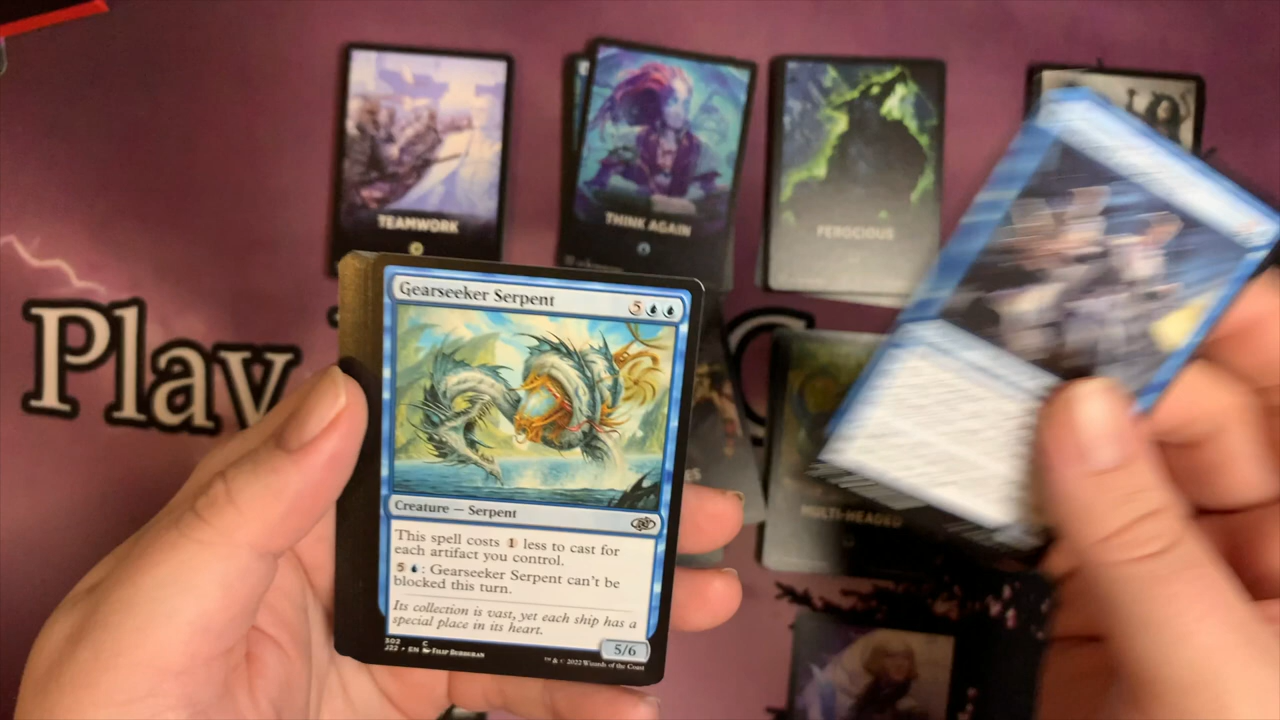 TEAMWORK
THINK AGAIN
FEROCIOUS
Play
Gearseeker Serpent
5
Creature — Serpent
This spell costs 1 less to cast for
each artifact you control.
5 : Gearseeker Serpent can't be
blocked this turn.
Its collection is vast, yet each ship has a
special place in its heart.
5/6
302 C
J22 • EN Filip Burburan
™ & © 2022 Wizards of the Coast
MULTI-HEADED